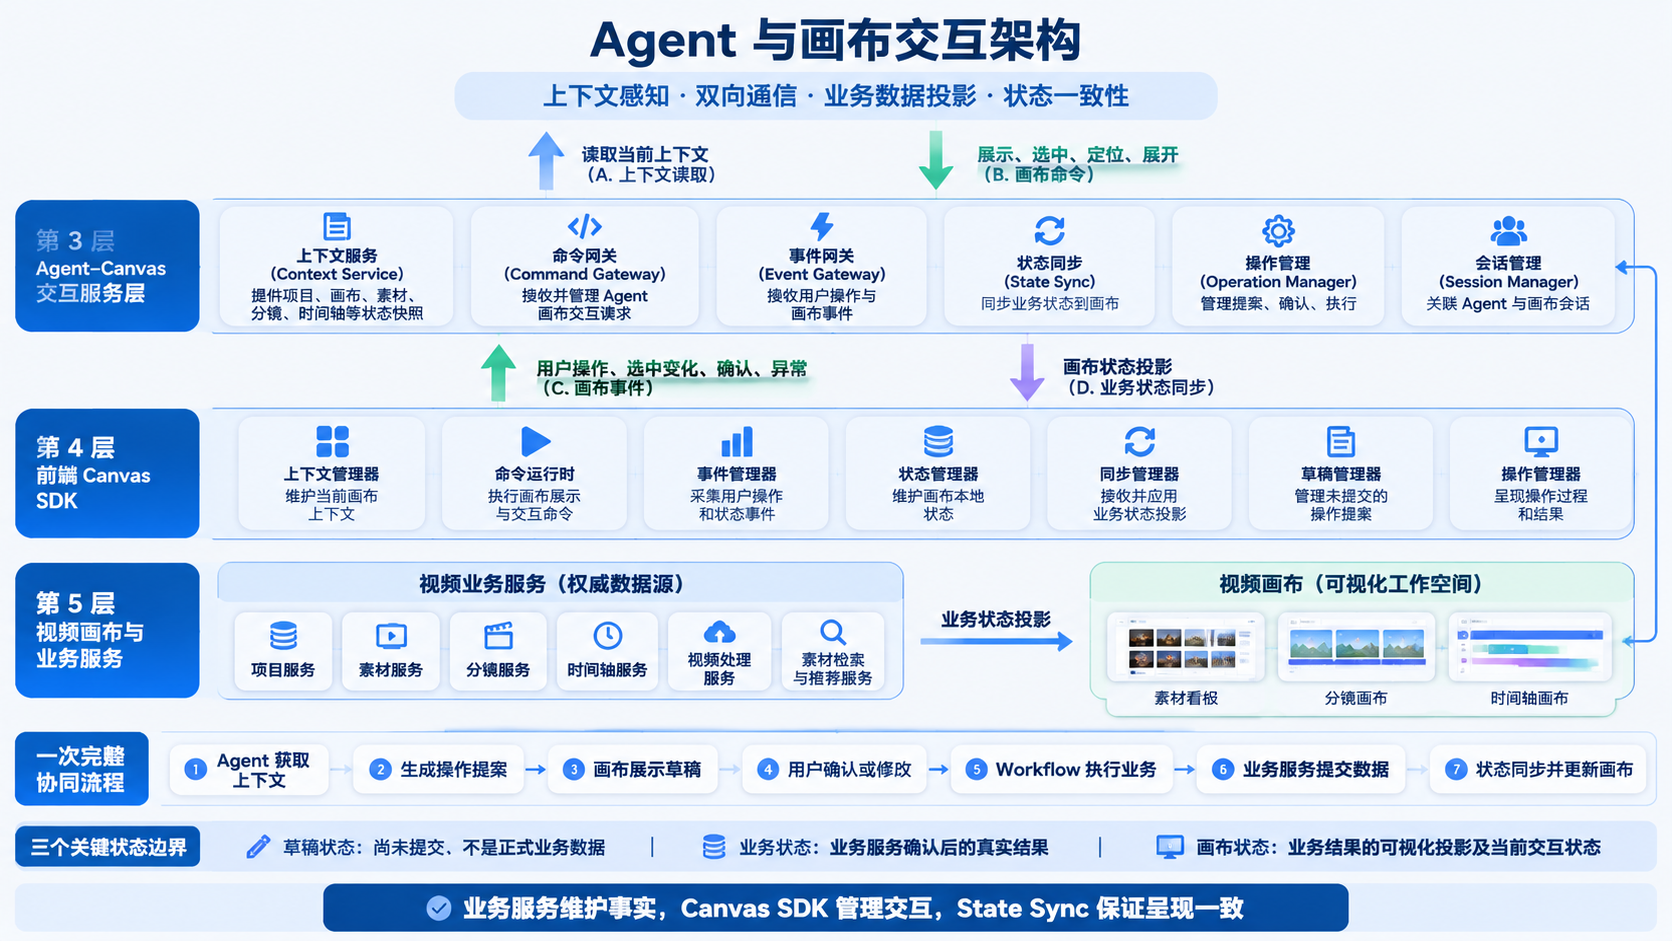 Agent 与画布交互架构
上下文感知 · 双向通信 · 业务数据投影 · 状态一致性
读取当前上下文
（A. 上下文读取）
展示、选中、定位、展开
（B. 画布命令）
第 3 层
Agent–Canvas
交互服务层
上下文服务
（Context Service）
提件项目、画布、素材、
分镜、时间轴等状态快照
命令网关
（Command Gateway）
接收并管理 Agent
画布交互请求
事件网关
（Event Gateway）
接收用户操作与
画布事件
状态同步
（State Sync）
同步业务状态到画布
操作管理
（Operation Manager）
管理提案、确认、执行
会话管理
（Session Manager）
关联 Agent 与画布会话
用户操作、选中变化、确认、异常
（C. 画布事件）
画布状态投影
（D. 业务状态同步）
第 4 层
前端 Canvas
SDK
上下文管理器
维护当前画布
上下文
命令运行时
执行画布展示
与交互命令
事件管理器
采集用户操作
和状态事件
状态管理器
维护画布本地
状态
同步管理器
接收并应用
业务状态投影
草稿管理器
管理未提交的
操作提案
操作管理器
呈现操作过程
和结果
第 5 层
视频画布与
业务服务
视频业务服务（权威数据源）
项目服务
素材服务
分镜服务
时间轴服务
视频处理
服务
素材检索
与推荐服务
业务状态投影
视频画布（可视化工作空间）
素材看板
分镜画布
时间轴画布
一次完整
协同流程
1 Agent 获取
上下文
2 生成操作提案
3 画布展示草稿
4 用户确认或修改
5 Workflow 执行业务
6 业务服务提交数据
7 状态同步并更新画布
三个关键状态边界
草稿状态：尚未提交、不是正式业务数据
业务状态：业务服务确认后的真实结果
画布状态：业务结果的可视化投影及当前交互状态
业务服务维护事实，Canvas SDK 管理交互，State Sync 保证呈现一致